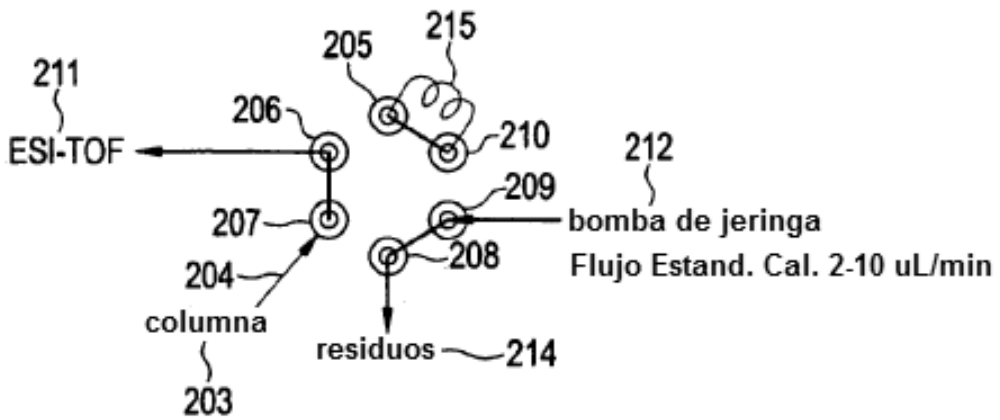 215
205
211
206
ESI-TOF
210
212
209
bomba de jeringa
207
208
Flujo Estand. Cal. 2-10 uL/min
204
columna
residuos
214
203